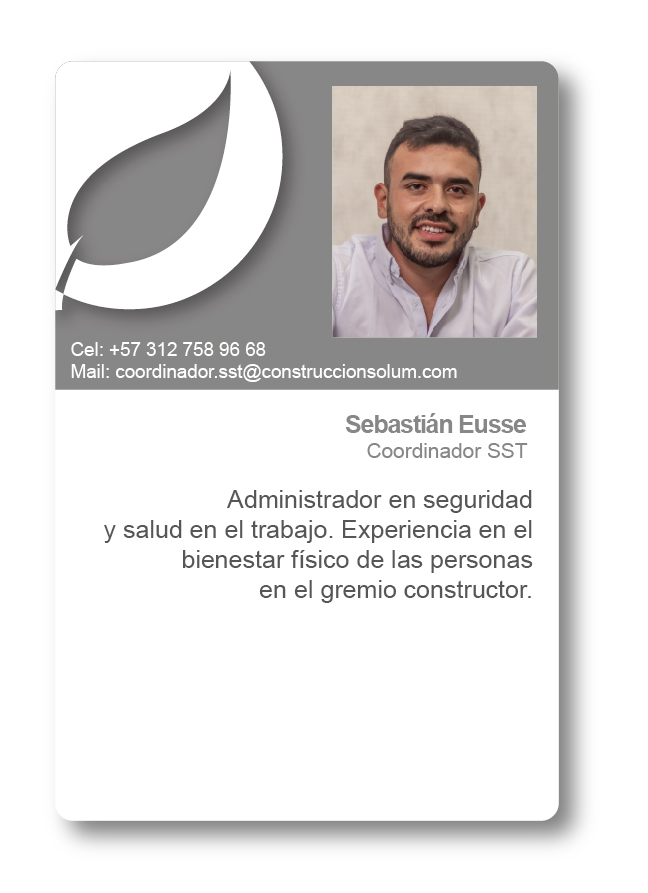 Cel: +57 312 758 96 68
Mail: coordinador.sst@construccionsolum.com
Sebastián Eusse
Coordinador SST
Administrador en seguridad
y salud en el trabajo. Experiencia en el
bienestar físico de las personas
en el gremio constructor.